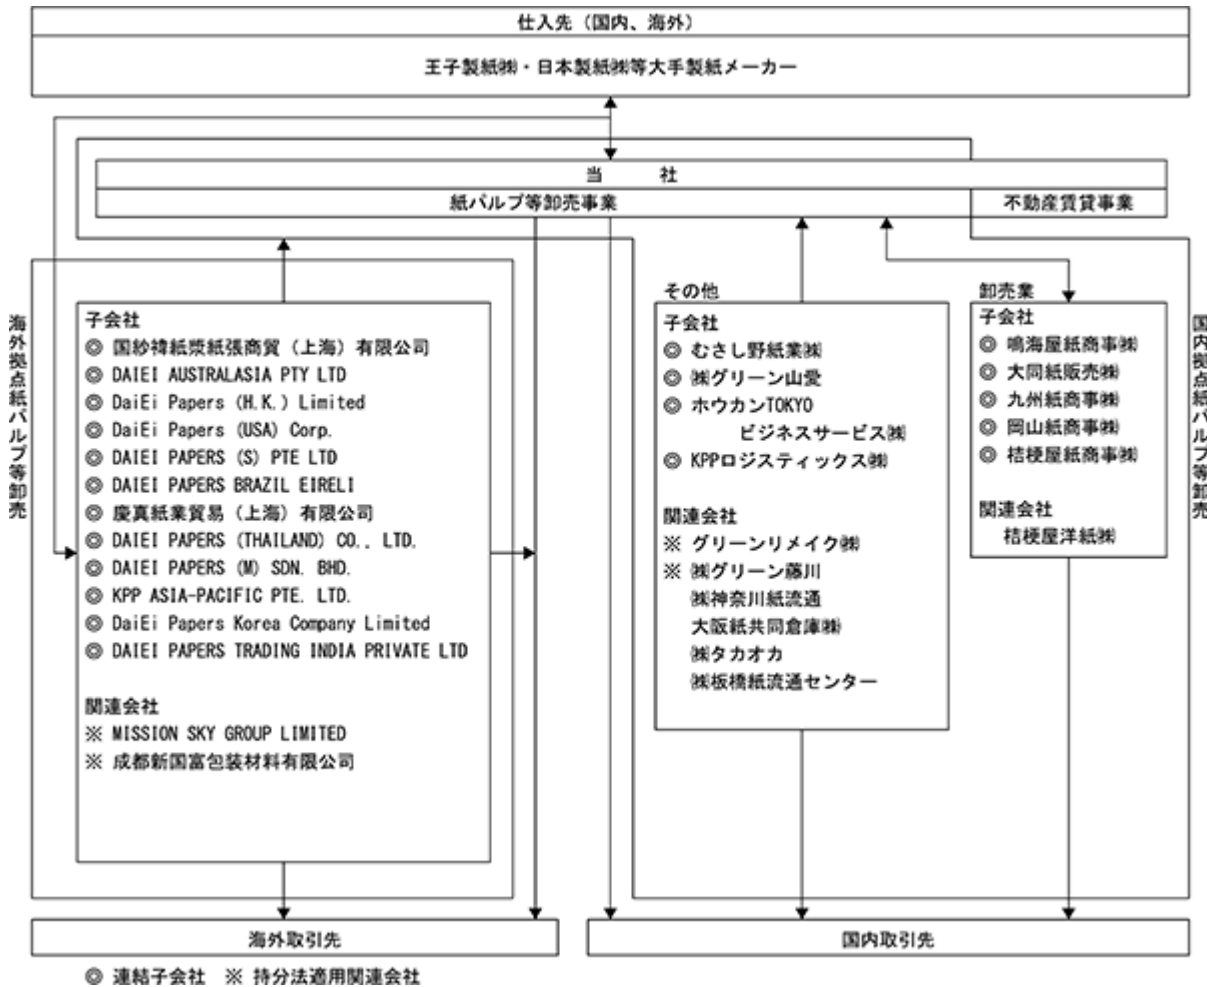 仕入先（国内、海外）
王子製紙㈱・日本製紙㈱等大手製紙メーカー
当　　　社
紙パルプ等卸売事業
不動産賃貸事業
海外拠点紙パルプ等卸売
子会社
◎ 国紗褘紙漿紙張商貿（上海）有限公司
◎ DAIEI AUSTRALASIA PTY LTD
◎ DaiEi Papers (H.K.) Limited
◎ DaiEi Papers (USA) Corp.
◎ DAIEI PAPERS (S) PTE LTD
◎ DAIEI PAPERS BRAZIL EIRELI
◎ 慶真紙業貿易（上海）有限公司
◎ DAIEI PAPERS (THAILAND) CO., LTD.
◎ DAIEI PAPERS (M) SDN. BHD.
◎ KPP ASIA-PACIFIC PTE. LTD.
◎ DaiEi Papers Korea Company Limited
◎ DAIEI PAPERS TRADING INDIA PRIVATE LTD
関連会社
※ MISSION SKY GROUP LIMITED
※ 成都新国富包装材料有限公司
その他
子会社
◎ むさし野紙業㈱
◎ ㈱グリーン山愛
◎ ホウカンTOKYO
ビジネスサービス㈱
◎ KPPロジスティックス㈱
関連会社
※ グリーンリメイク㈱
※ ㈱グリーン藤川
㈱神奈川紙流通
大阪紙共同倉庫㈱
㈱タカオカ
㈱板橋紙流通センター
卸売業
子会社
◎ 鳴海屋紙商事㈱
◎ 大同紙販売㈱
◎ 九州紙商事㈱
◎ 岡山紙商事㈱
◎ 桔梗屋紙商事㈱
関連会社
桔梗屋洋紙㈱
国内拠点紙パルプ等卸売
海外取引先
国内取引先
◎ 連結子会社　※ 持分法適用関連会社